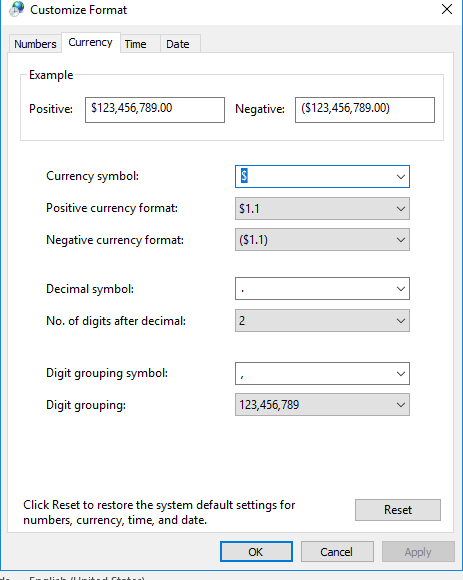 Customize Format
Numbers Currency Time Date
Example
Positive: $123,456,789.00 Negative: ($123,456,789.00)
Currency symbol: $
Positive currency format: $1.1
Negative currency format: ($1.1)
Decimal symbol: .
No. of digits after decimal: 2
Digit grouping symbol: ,
Digit grouping: 123,456,789
Click Reset to restore the system default settings for
numbers, currency, time, and date.
Reset
OK Cancel Apply
English (United States)